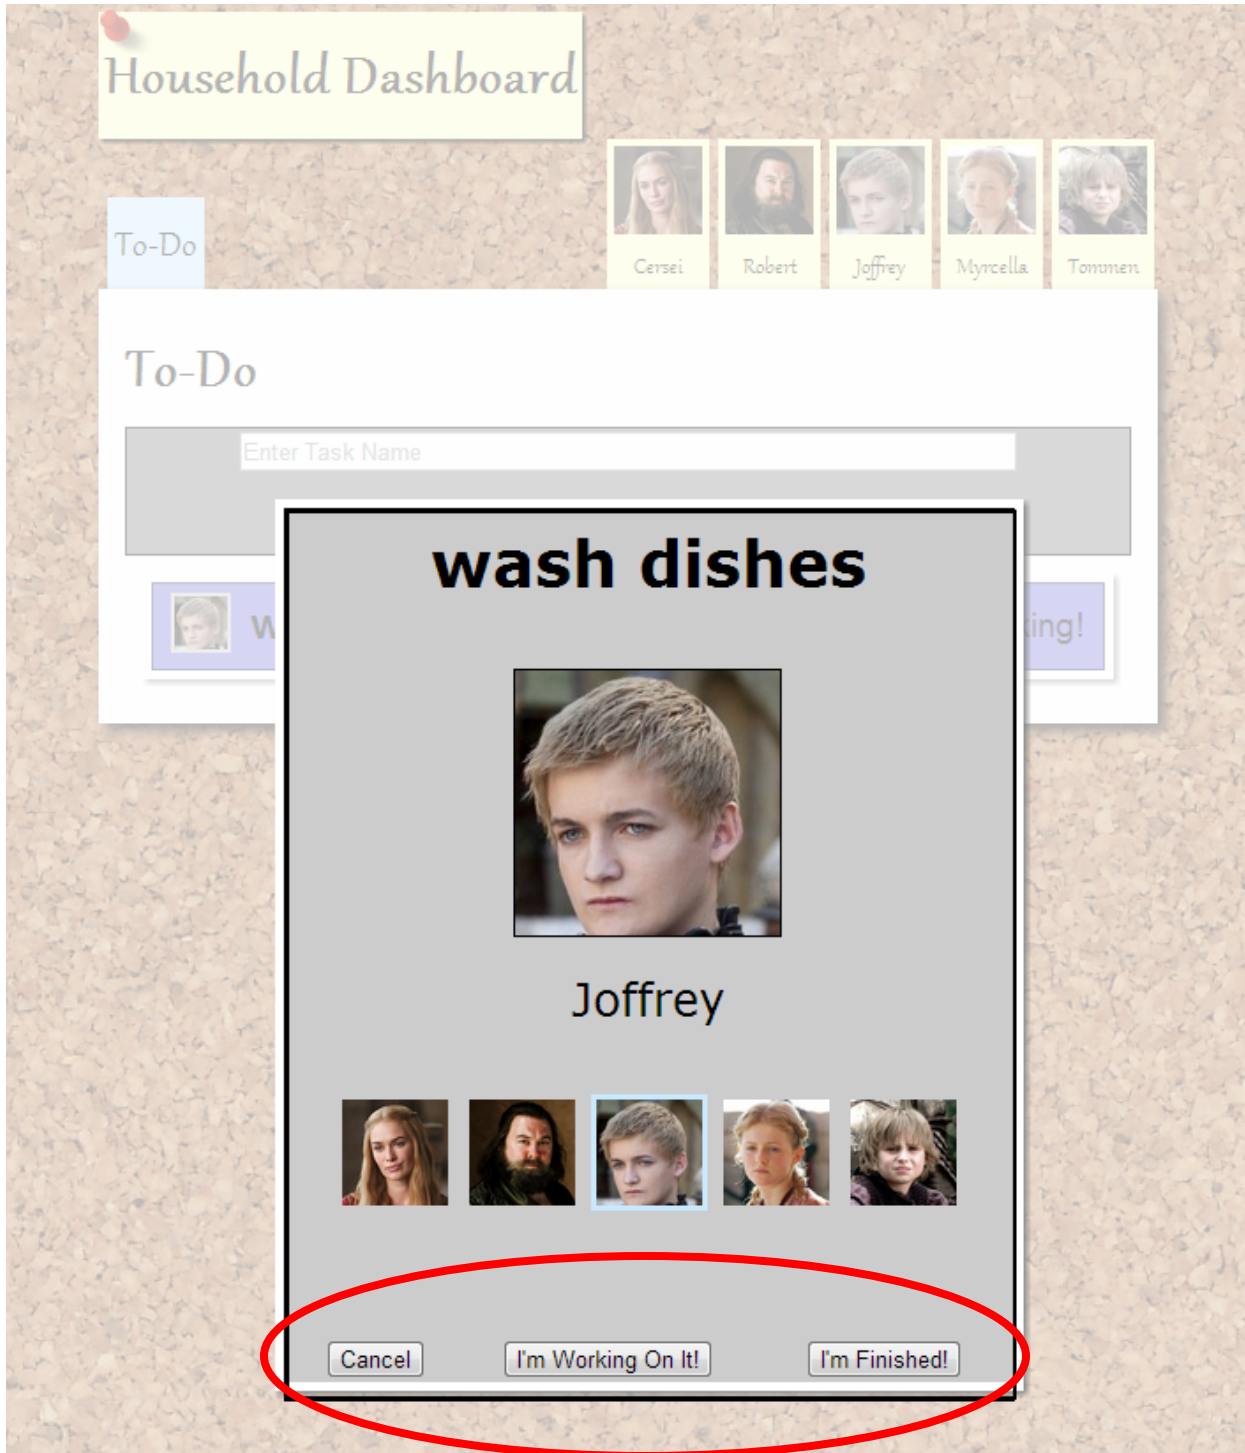 Household Dashboard
To-Do
Cersei
Robert
Joffrey
Myrcella
Tommen
To-Do
Enter Task Name
wash dishes
Joffrey
Cancel
I'm Working On It!
I'm Finished!